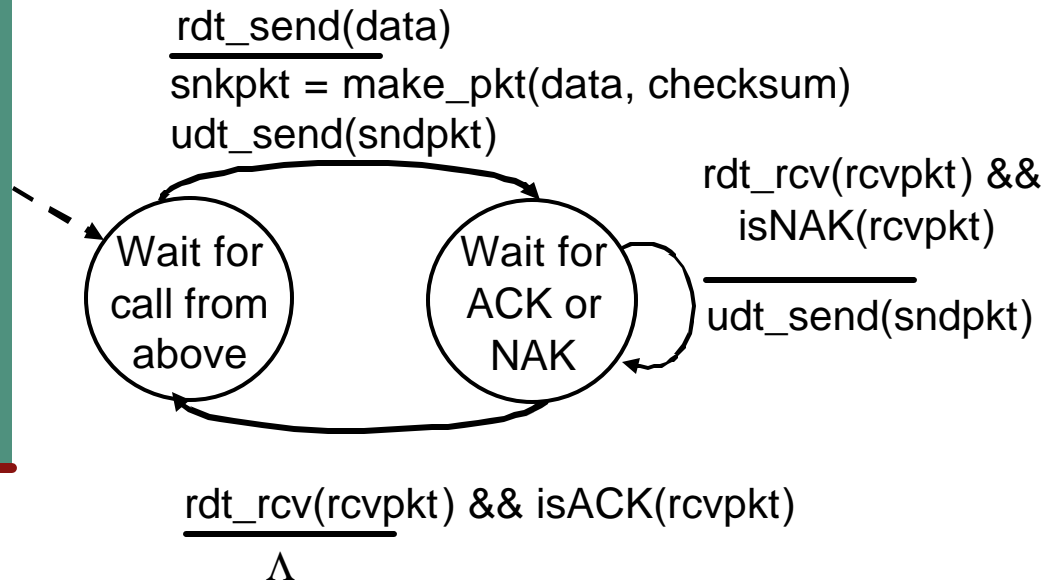 rdt_send(data)
snkpkt = make_pkt(data, checksum)
udt_send(sndpkt)
rdt_rcv(rcvpkt) &&
isNAK(rcvpkt)
udt_send(sndpkt)
Wait for
call from
above
Wait for
ACK or
NAK
rdt_rcv(rcvpkt) && isACK(rcvpkt)
Λ